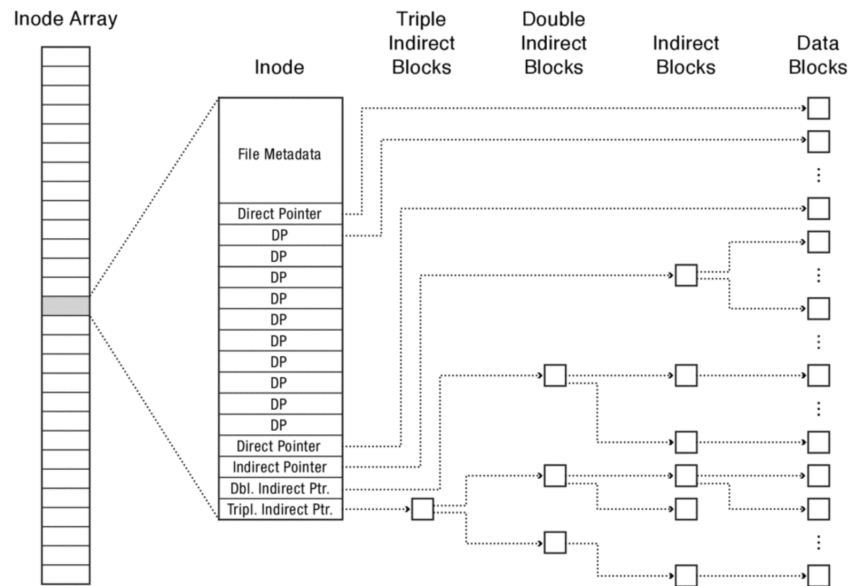 Inode Array
Inode
Triple
Indirect
Blocks
Double
Indirect
Blocks
Indirect
Blocks
Data
Blocks
File Metadata
Direct Pointer
DP
DP
DP
DP
DP
DP
DP
DP
DP
DP
Direct Pointer
Indirect Pointer
Dbl. Indirect Ptr.
Tripl. Indirect Ptr.